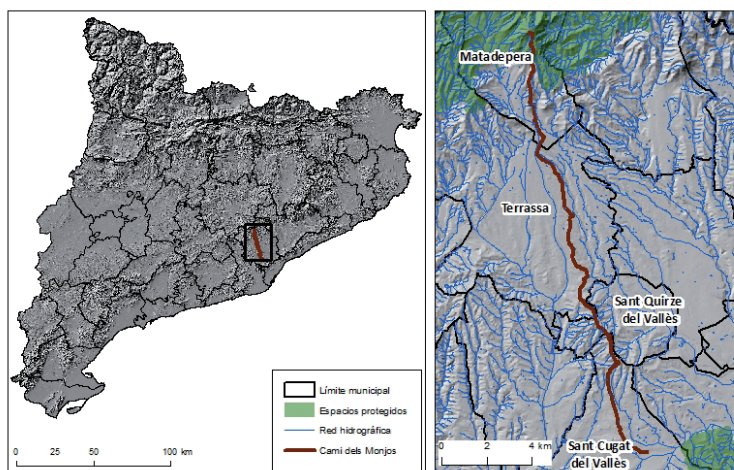 Límite municipal
Espacios protegidos
Red hidrográfica
Cami dels Monjos
0 25 50 100 km
Matadepera
Terrassa
Sant Quirze
del Vallès
Sant Cugat
del Vallès
0 2 4 km